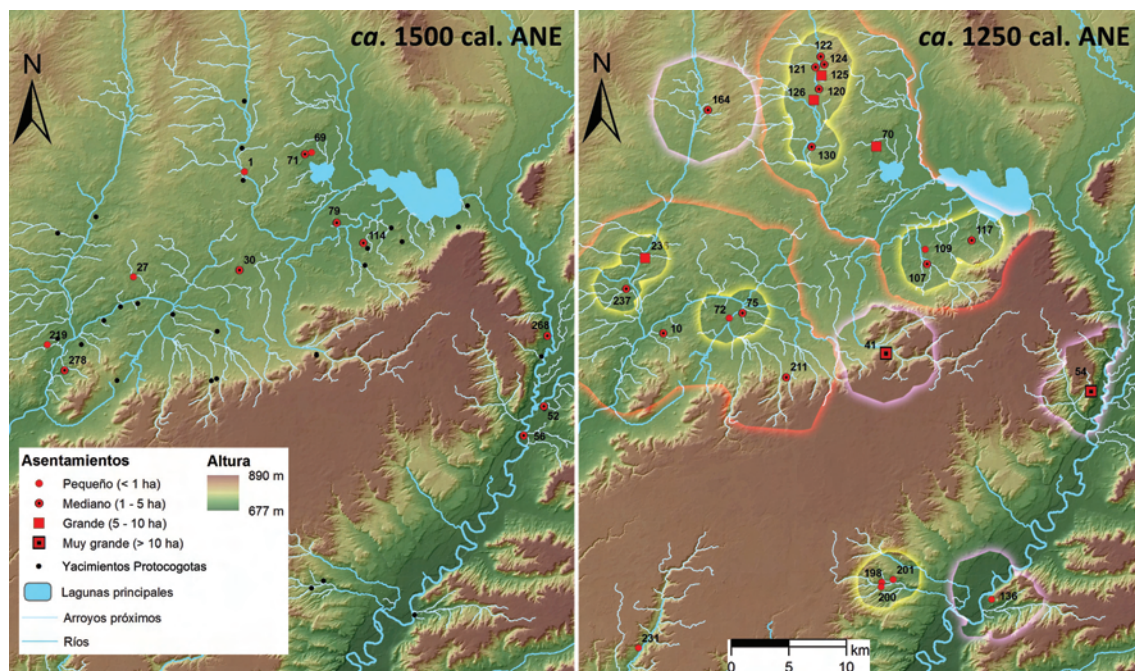 ca. 1500 cal. ANE
N
69
71
1
79
114
30
27
219
278
268
52
56
Asentamientos
Pequeño (< 1 ha)
Mediano (1 - 5 ha)
Grande (5 - 10 ha)
Muy grande (> 10 ha)
Yacimientos Protocogotas
Lagunas principales
Arroyos próximos
Ríos
Altura
890 m
677 m
ca. 1250 cal. ANE
N
122
124
121
125
126
120
164
130
70
23
109
117
107
237
75
72
10
41
211
54
201
198
200
136
231
0 5 10
km